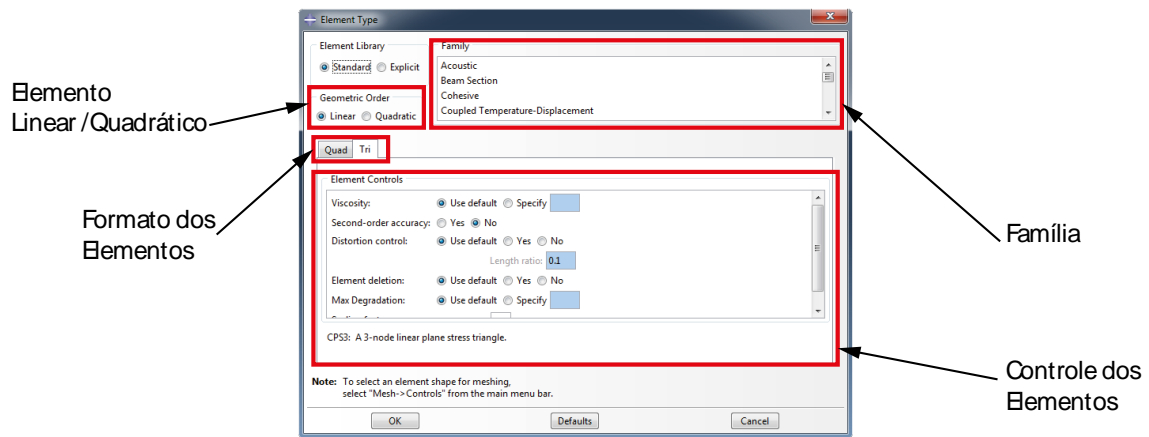 Element Type
Element Library
Standard Explicit
Family
Acoustic
Beam Section
Cohesive
Coupled Temperature-Displacement
Geometric Order
Linear Quadratic
Elemento
Linear /Quadrático
Quad Tri
Element Controls
Viscosity: Use default Specify
Second-order accuracy: Yes No
Distortion control: Use default Yes No
Length ratio: 0.1
Element deletion: Use default Yes No
Max Degradation: Use default Specify
CPS3: A 3-node linear plane stress triangle.
Formato dos
Elementos
Família
Controle dos
Elementos
Note: To select an element shape for meshing,
select "Mesh->Controls" from the main menu bar.
OK Defaults Cancel